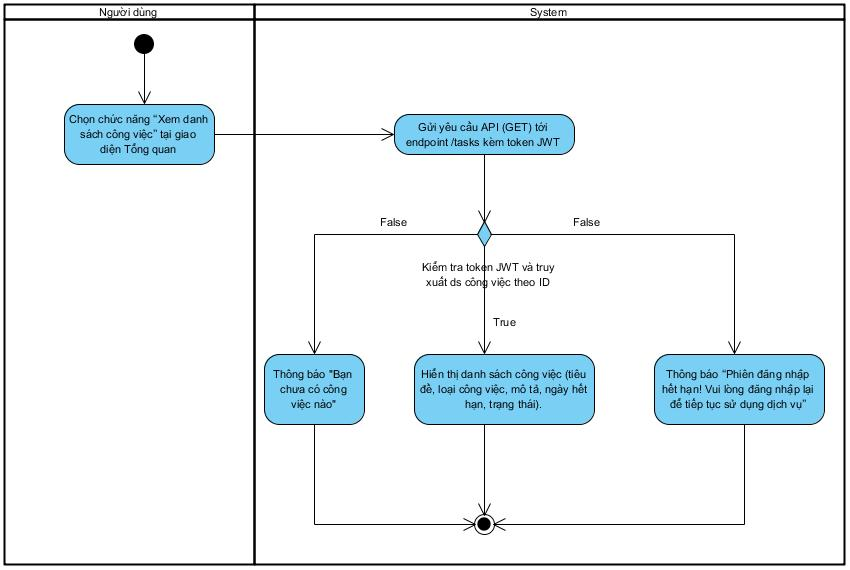 Người dùng
System
Chọn chức năng “Xem danh
sách công việc” tại giao
diện Tổng quan
Gửi yêu cầu API (GET) tới
endpoint /tasks kèm token JWT
False
False
Kiểm tra token JWT và truy
xuất ds công việc theo ID
True
Thông báo "Bạn
chưa có công
việc nào"
Hiển thị danh sách công việc (tiêu
đề, loại công việc, mô tả, ngày hết
hạn, trạng thái).
Thông báo “Phiên đăng nhập
hết hạn! Vui lòng đăng nhập lại
để tiếp tục sử dụng dịch vụ”